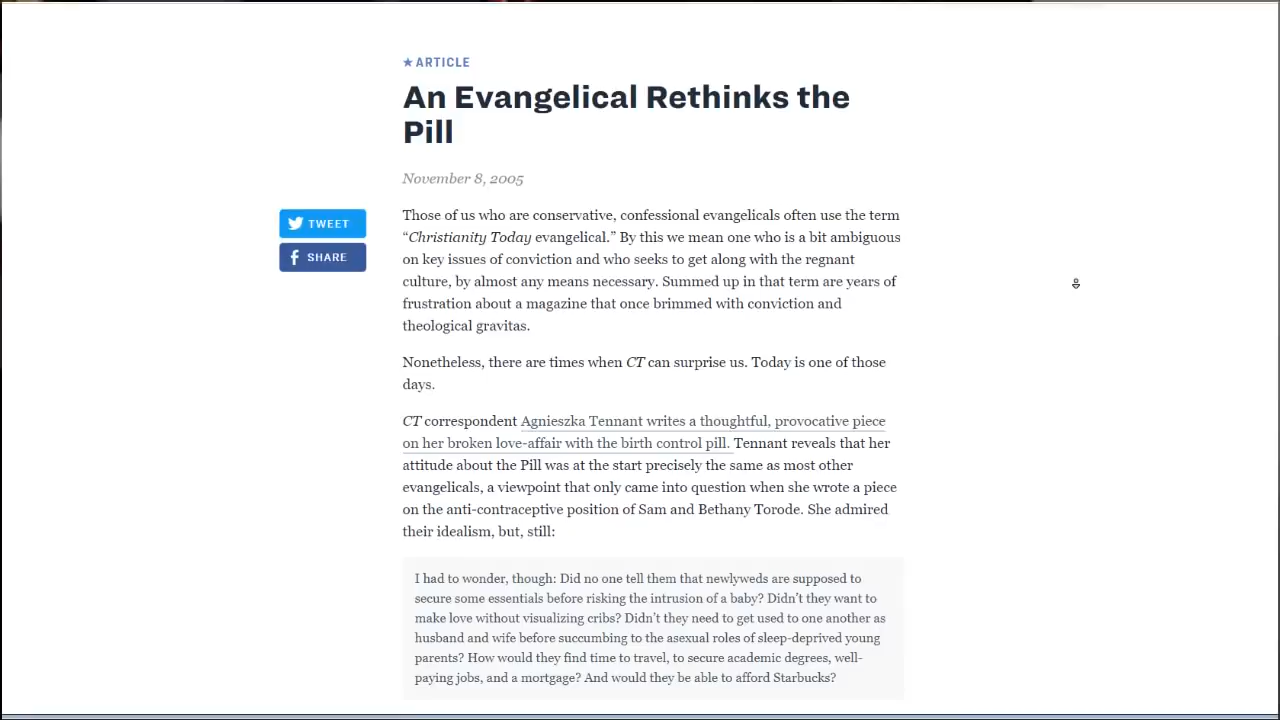 ★ ARTICLE
An Evangelical Rethinks the
Pill
November 8, 2005
TWEET
SHARE
Those of us who are conservative, confessional evangelicals often use the term
“Christianity Today evangelical.” By this we mean one who is a bit ambiguous
on key issues of conviction and who seeks to get along with the regnant
culture, by almost any means necessary. Summed up in that term are years of
frustration about a magazine that once brimmed with conviction and
theological gravitas.
Nonetheless, there are times when CT can surprise us. Today is one of those
days.
CT correspondent Agnieszka Tennant writes a thoughtful, provocative piece
on her broken love-affair with the birth control pill. Tennant reveals that her
attitude about the Pill was at the start precisely the same as most other
evangelicals, a viewpoint that only came into question when she wrote a piece
on the anti-contraceptive position of Sam and Bethany Torode. She admired
their idealism, but, still:
I had to wonder, though: Did no one tell them that newlyweds are supposed to
secure some essentials before risking the intrusion of a baby? Didn’t they want to
make love without visualizing cribs? Didn’t they need to get used to one another as
husband and wife before succumbing to the asexual roles of sleep-deprived young
parents? How would they find time to travel, to secure academic degrees, well-
paying jobs, and a mortgage? And would they be able to afford Starbucks?